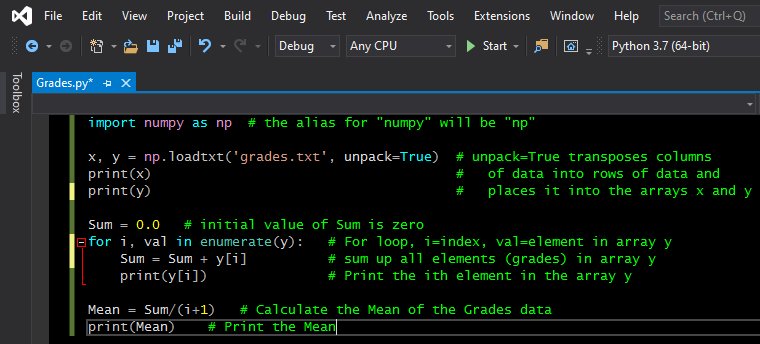 File Edit View Project Build Debug Test Analyze Tools Extensions Window Help Search (Ctrl+Q)
Debug Any CPU Start Python 3.7 (64-bit)
Toolbox
Grades.py*
import numpy as np  # the alias for "numpy" will be "np"
x, y = np.loadtxt('grades.txt', unpack=True)  # unpack=True transposes columns
print(x)                                      #   of data into rows of data and
print(y)                                      #   places it into the arrays x and y
Sum = 0.0   # initial value of Sum is zero
for i, val in enumerate(y):   # For loop, i=index, val=element in array y
    Sum = Sum + y[i]          # sum up all elements (grades) in array y
    print(y[i])               # Print the ith element in the array y
Mean = Sum/(i+1)   # Calculate the Mean of the Grades data
print(Mean)    # Print the Mean